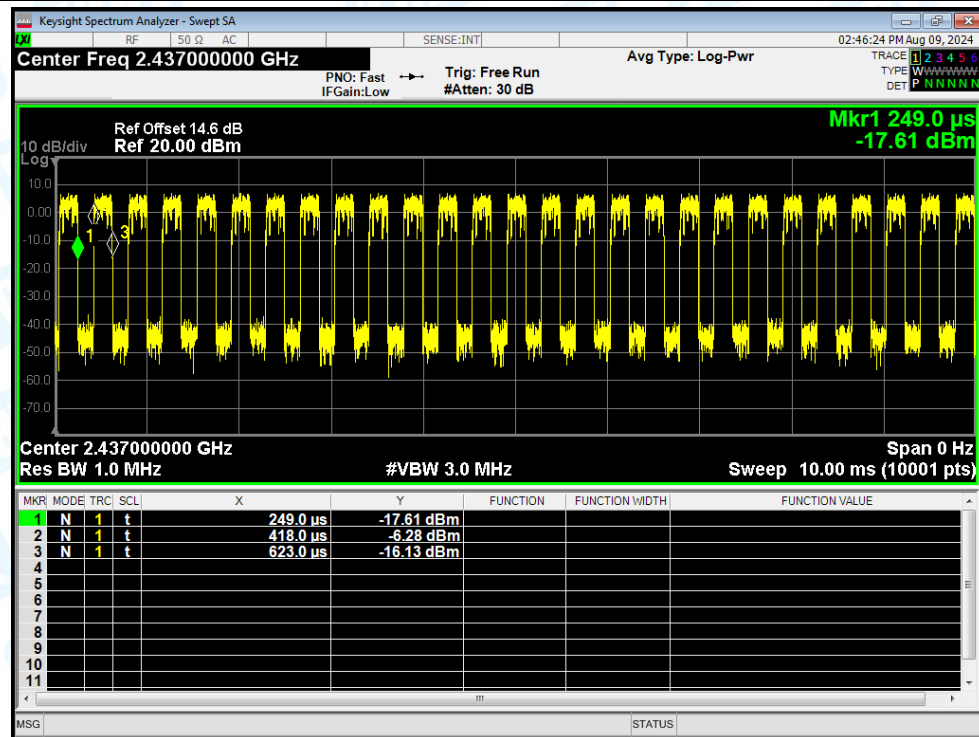 Keysight Spectrum Analyzer - Swept SA
LXI RF 50 Ω AC SENSE:INT 02:46:24 PM Aug 09, 2024
Center Freq 2.437000000 GHz Avg Type: Log-Pwr TRACE 1 2 3 4 5 6
PNO: Fast Trig: Free Run TYPE WWWWWW
IFGain:Low #Atten: 30 dB DET P N N N N N
Mkr1 249.0 µs
-17.61 dBm
Ref Offset 14.6 dB
10 dB/div Ref 20.00 dBm
Log
10.0
0.00
-10.0
-20.0
-30.0
-40.0
-50.0
-60.0
-70.0
1
3
Center 2.437000000 GHz Span 0 Hz
Res BW 1.0 MHz #VBW 3.0 MHz Sweep 10.00 ms (10001 pts)
MKR MODE TRC SCL X Y FUNCTION FUNCTION WIDTH FUNCTION VALUE
1 N 1 t 249.0 µs -17.61 dBm
2 N 1 t 418.0 µs -6.28 dBm
3 N 1 t 623.0 µs -16.13 dBm
4
5
6
7
8
9
10
11
MSG STATUS